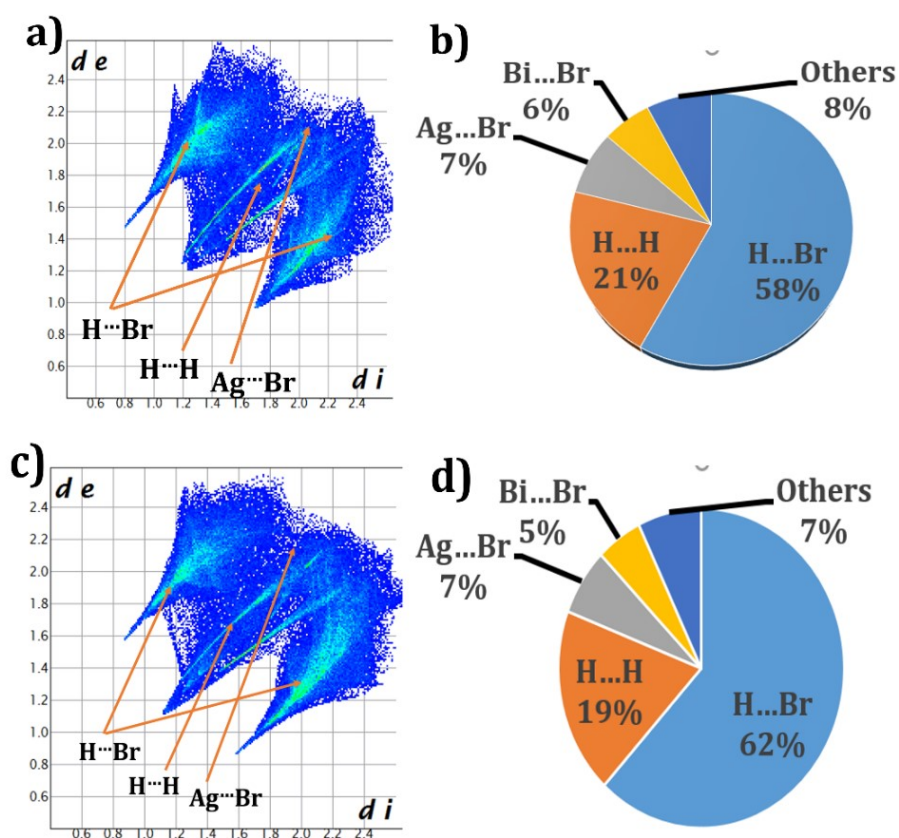 a)
d e
2.4
2.2
2.0
1.8
1.6
1.4
1.2
1.0
0.8
0.6
H···Br
H···H
Ag···Br
d i
0.6 0.8 1.0 1.2 1.4 1.6 1.8 2.0 2.2 2.4
b)
Bi...Br
6%
Others
8%
Ag...Br
7%
H...H
21%
H...Br
58%
c)
d e
2.4
2.2
2.0
1.8
1.6
1.4
1.2
1.0
0.8
0.6
H···Br
H···H
Ag···Br
d i
0.6 0.8 1.0 1.2 1.4 1.6 1.8 2.0 2.2 2.4
d)
Bi...Br
5%
Others
7%
Ag...Br
7%
H...H
19%
H...Br
62%